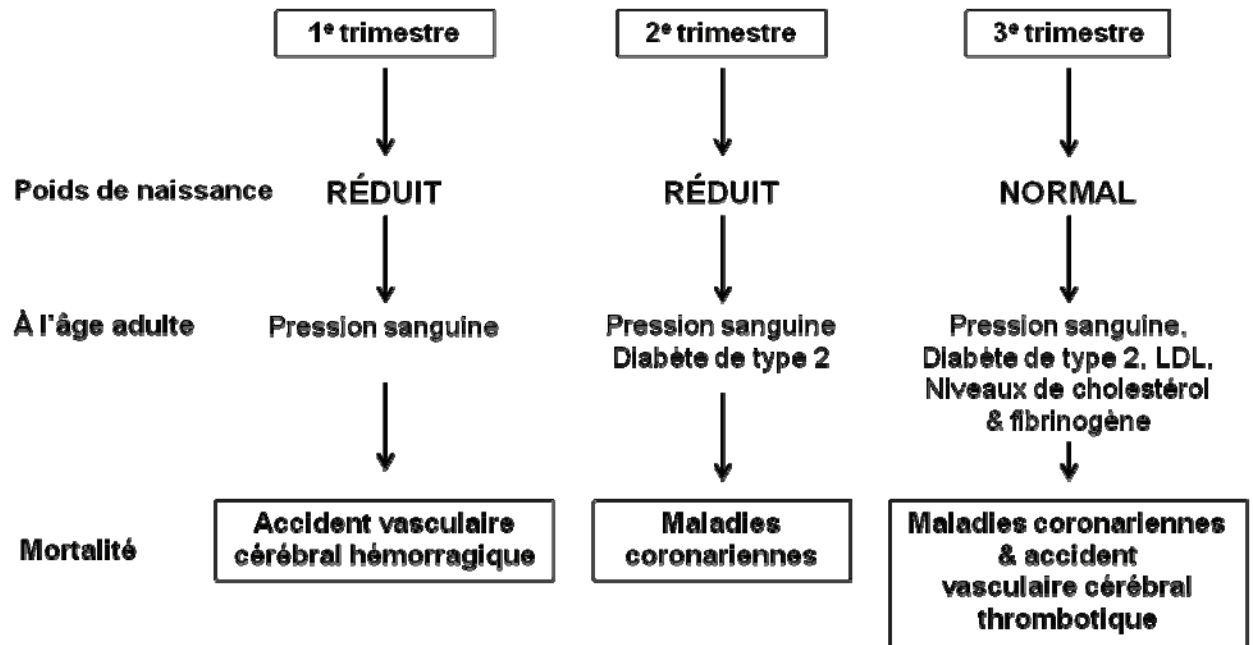 1e trimestre
2e trimestre
3e trimestre
Poids de naissance
RÉDUIT
RÉDUIT
NORMAL
À l'âge adulte
Pression sanguine
Pression sanguine
Diabète de type 2
Pression sanguine,
Diabète de type 2, LDL,
Niveaux de cholestérol
& fibrinogène
Mortalité
Accident vasculaire
cérébral hémorragique
Maladies
coronariennes
Maladies coronariennes
& accident
vasculaire cérébral
thrombotique